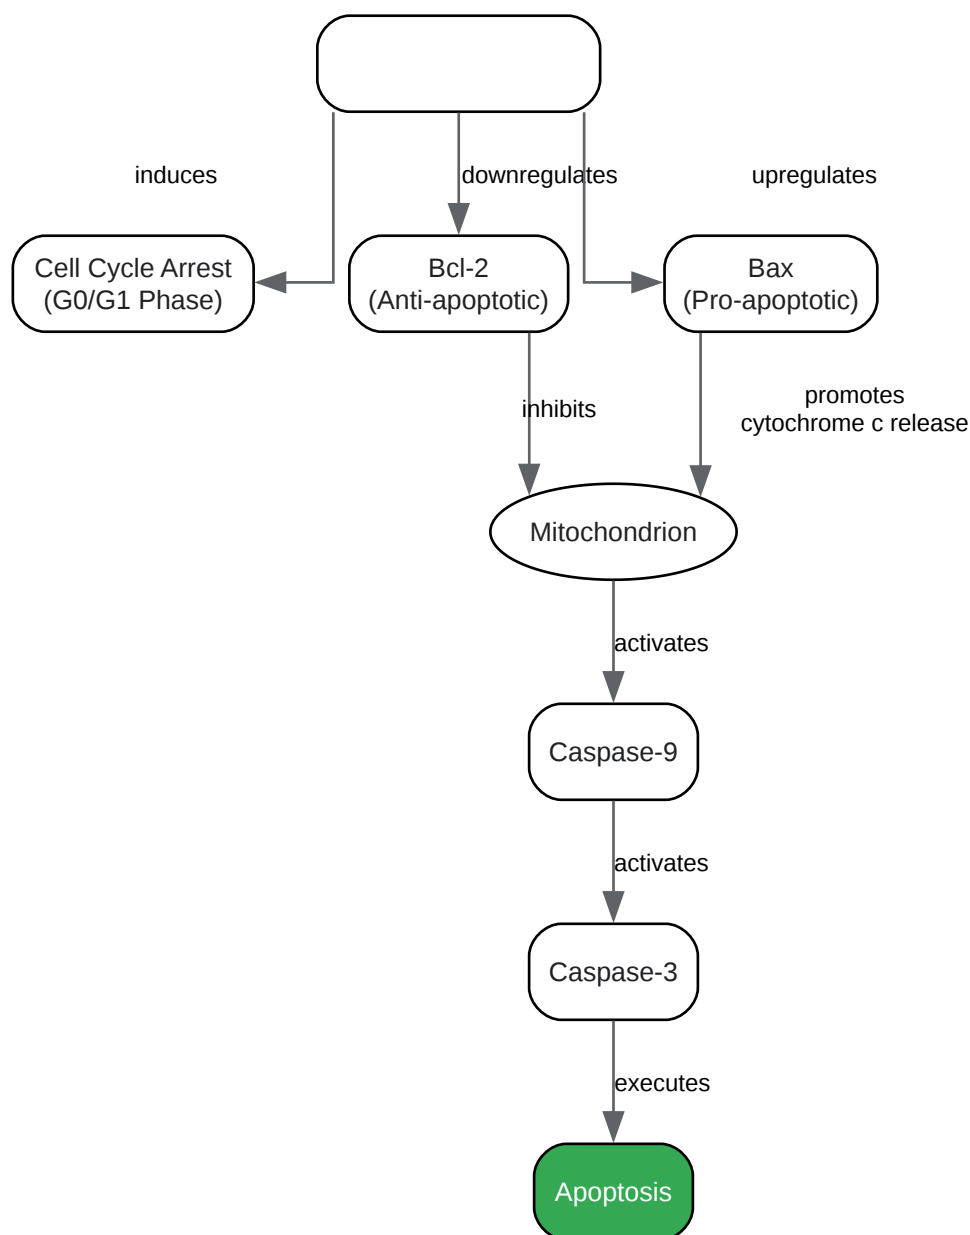 induces
downregulates
upregulates
Cell Cycle Arrest
(G0/G1 Phase)
Bcl-2
(Anti-apoptotic)
Bax
(Pro-apoptotic)
inhibits
promotes
cytochrome c release
Mitochondrion
activates
Caspase-9
activates
Caspase-3
executes
Apoptosis